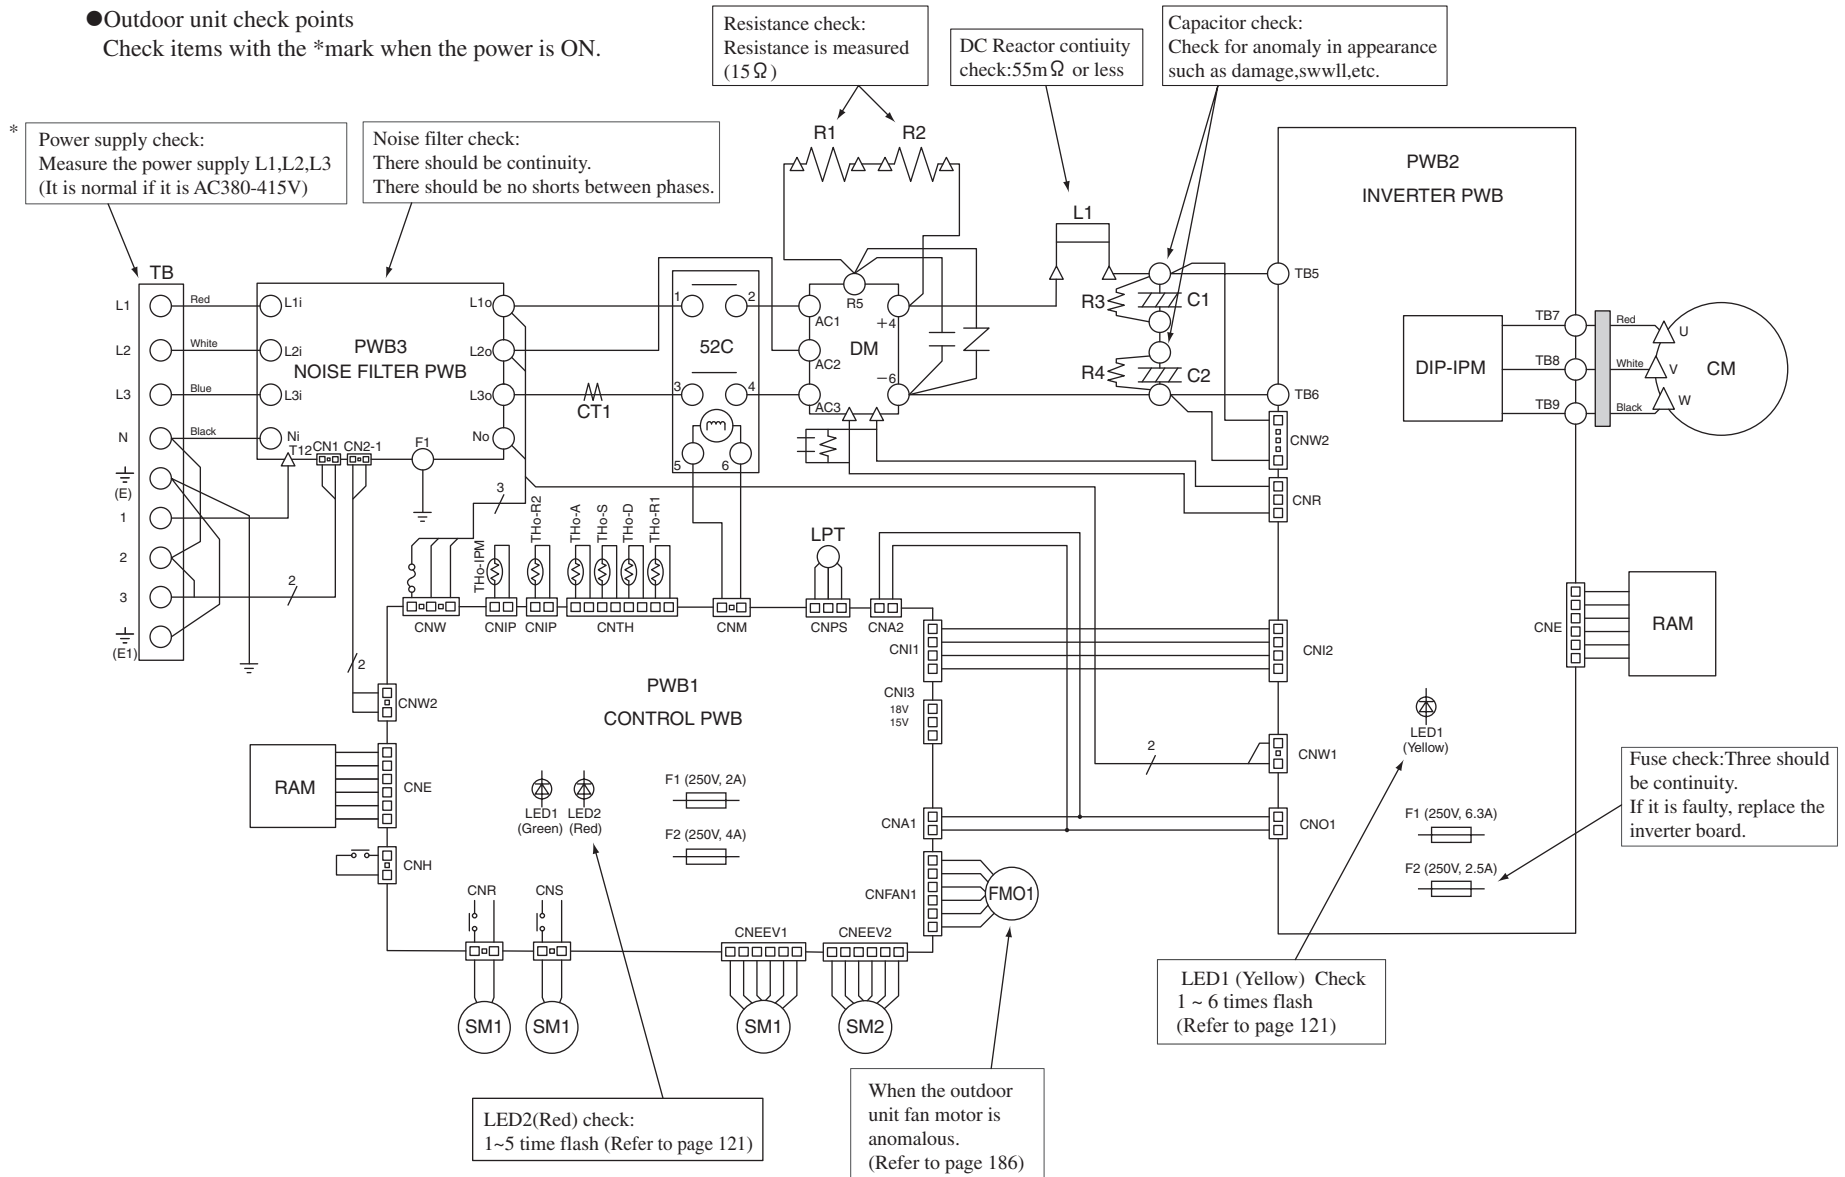 ●Outdoor unit check points
Check items with the *mark when the power is ON.
Resistance check:
Resistance is measured
(15Ω)
DC Reactor contiuity
check:55mΩ or less
Capacitor check:
Check for anomaly in appearance
such as damage,swwll,etc.
*
Power supply check:
Measure the power supply L1,L2,L3
(It is normal if it is AC380-415V)
Noise filter check:
There should be continuity.
There should be no shorts between phases.
R1
R2
L1
PWB2
INVERTER PWB
TB
L1
Red
L1i
L1o
1
2
AC1
R5
+4
R3
C1
TB5
L2
White
L2i
PWB3
NOISE FILTER PWB
L2o
52C
AC2
DM
L3
Blue
L3i
L3o
CT1
3
4
AC3
−6
R4
C2
TB6
TB7
Red
U
DIP-IPM
TB8
White
V
CM
TB9
Black
W
N
Black
Ni
T12
CN1
CN2-1
F1
No
5
6
CNW2
CNR
(E)
1
2
3
(E1)
2
3
2
THo-IPM
THo-R2
THo-A
THo-S
THo-D
THo-R1
LPT
CNW
CNIP
CNIP
CNTH
CNM
CNPS
CNA2
CNI1
CNI2
CNE
RAM
CNW2
PWB1
CONTROL PWB
CNI3
18V
15V
LED1
(Yellow)
2
CNW1
RAM
CNE
LED1
(Green)
LED2
(Red)
F1 (250V, 2A)
F2 (250V, 4A)
CNA1
CNO1
F1 (250V, 6.3A)
F2 (250V, 2.5A)
Fuse check:Three should
be continuity.
If it is faulty, replace the
inverter board.
CNH
CNR
CNS
CNFAN1
FMO1
CNEEV1
CNEEV2
SM1
SM1
SM1
SM2
LED1 (Yellow) Check
1 ~ 6 times flash
(Refer to page 121)
LED2(Red) check:
1~5 time flash (Refer to page 121)
When the outdoor
unit fan motor is
anomalous.
(Refer to page 186)